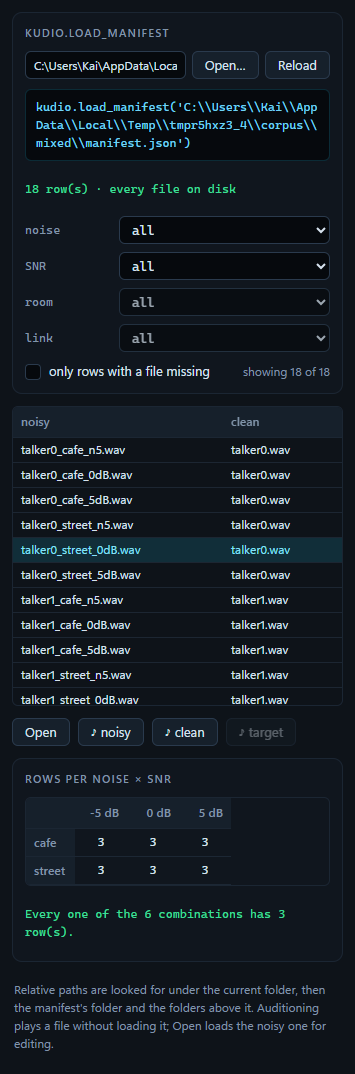 KUDIO.LOAD_MANIFEST
C:\Users\Kai\AppData\Loca Open... Reload
kudio.load_manifest('C:\\Users\\Kai\\App
Data\\Local\\Temp\\tmpr5hxz3_4\\corpus\\
mixed\\manifest.json')
18 row(s) · every file on disk
noise all
SNR all
room all
link all
only rows with a file missing showing 18 of 18
noisy clean
talker0_cafe_n5.wav talker0.wav
talker0_cafe_0dB.wav talker0.wav
talker0_cafe_5dB.wav talker0.wav
talker0_street_n5.wav talker0.wav
talker0_street_0dB.wav talker0.wav
talker0_street_5dB.wav talker0.wav
talker1_cafe_n5.wav talker1.wav
talker1_cafe_0dB.wav talker1.wav
talker1_cafe_5dB.wav talker1.wav
talker1_street_n5.wav talker1.wav
talker1_street_0dB.wav talker1.wav
Open ♪ noisy ♪ clean ♪ target
ROWS PER NOISE × SNR
-5 dB 0 dB 5 dB
cafe 3 3 3
street 3 3 3
Every one of the 6 combinations has 3
row(s).
Relative paths are looked for under the current folder, then
the manifest's folder and the folders above it. Auditioning
plays a file without loading it; Open loads the noisy one for
editing.